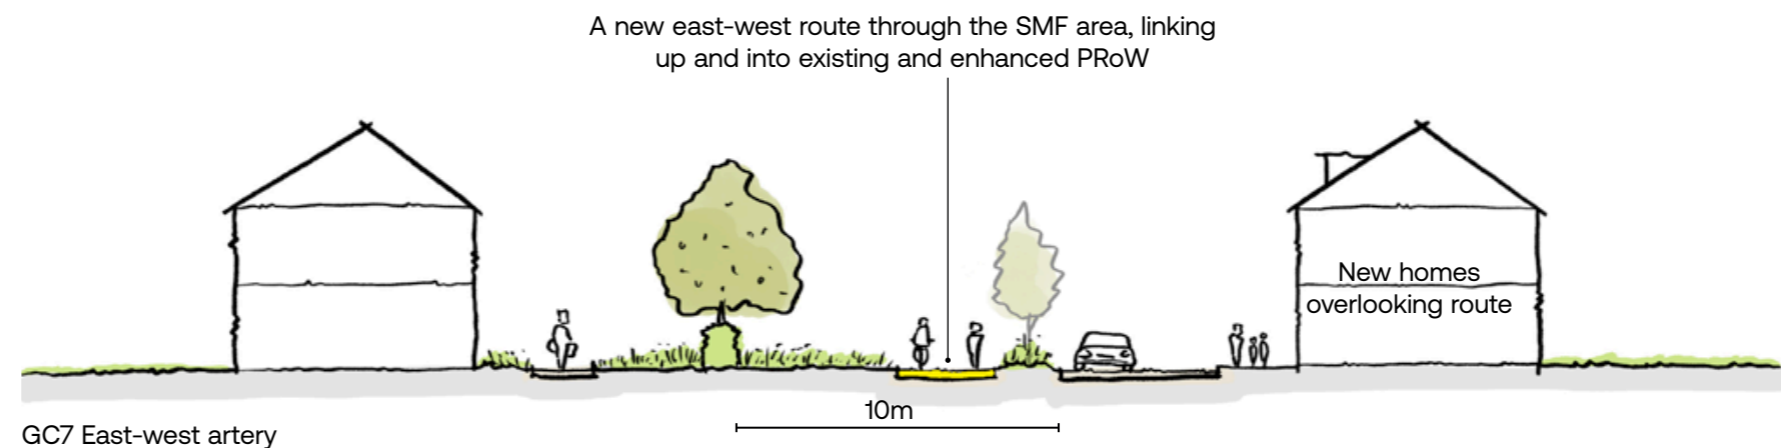 A new east-west route through the SMF area, linking
up and into existing and enhanced PRoW
New homes
overlooking route
10m
GC7 East-west artery